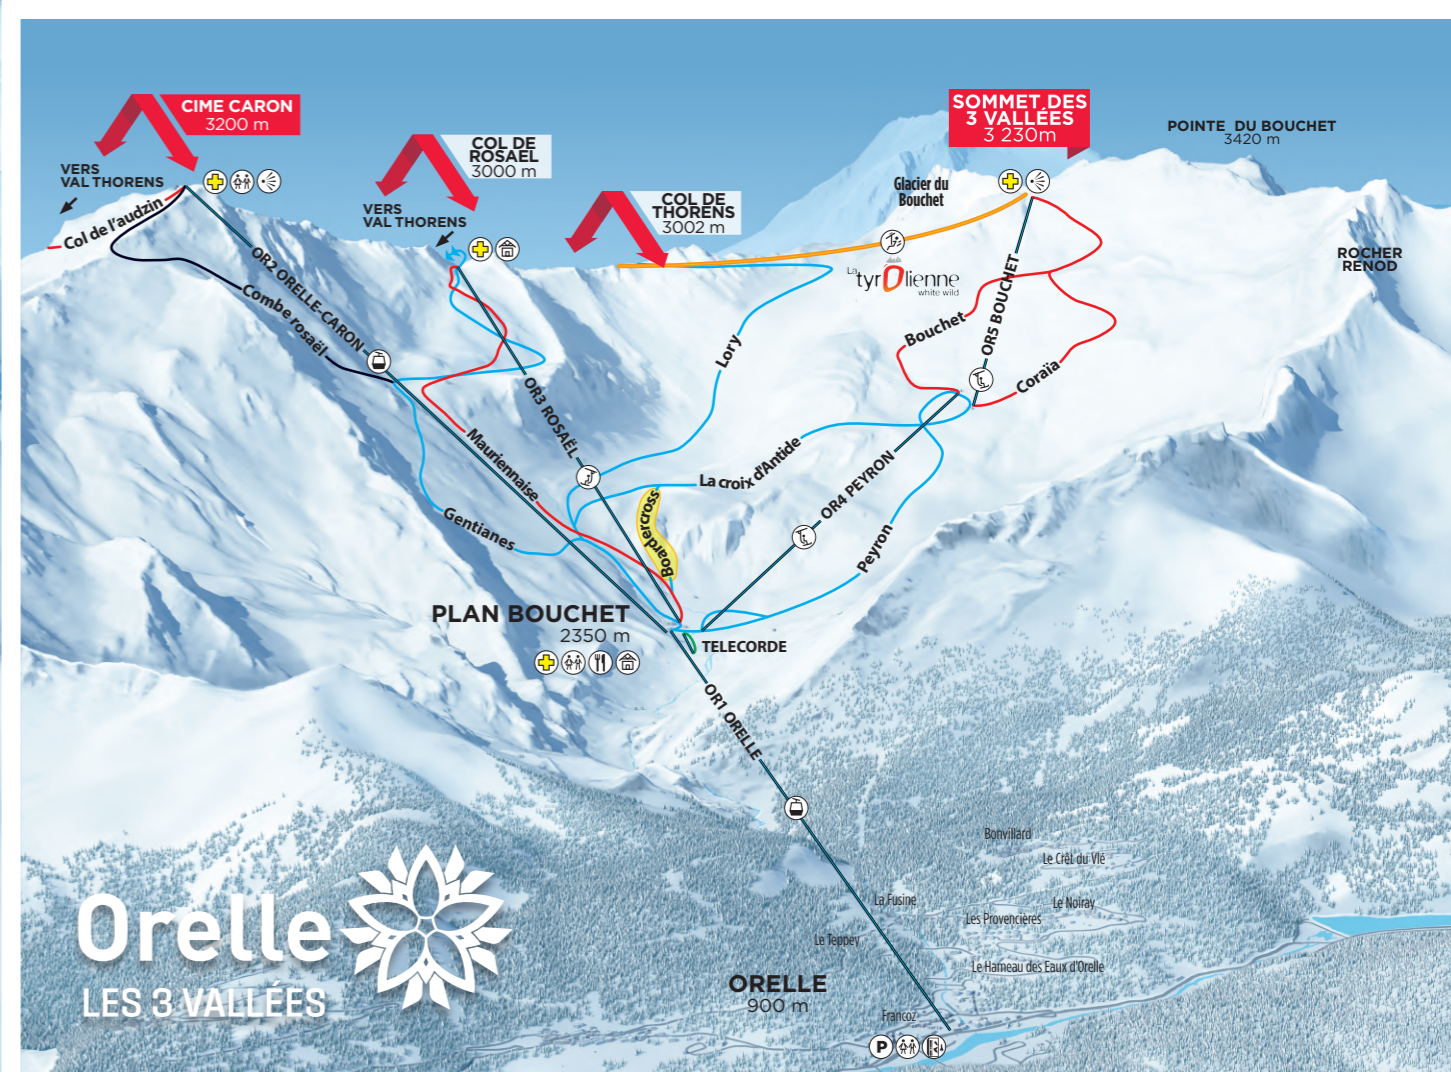 CIME CARON
3200 m
VERS
VAL THORENS
Col de l'audzin
COL DE
ROSAËL
3000 m
VERS
VAL THORENS
COL DE
THORENS
3002 m
SOMMET DES
3 VALLÉES
3 230m
POINTE DU BOUCHET
3420 m
Glacier du
Bouchet
ROCHER
RENOD
La tyrOlienne
white wild
OR2 ORELLE-CARON
Combe rosaël
OR3 ROSAËL
Lory
Bouchet
OR5 BOUCHET
Coraïa
Mauriennaise
La croix d'Antide
OR4 PEYRON
Gentianes
Boardercross
Peyron
PLAN BOUCHET
2350 m
TELECORDE
OR1 ORELLE
Bonvillard
Le Crêt du Vlé
La Fusine
Le Noiray
Les Provencières
Le Teppey
Le Hameau des Eaux d'Orelle
ORELLE
900 m
Francoz
P
Orelle
LES 3 VALLÉES